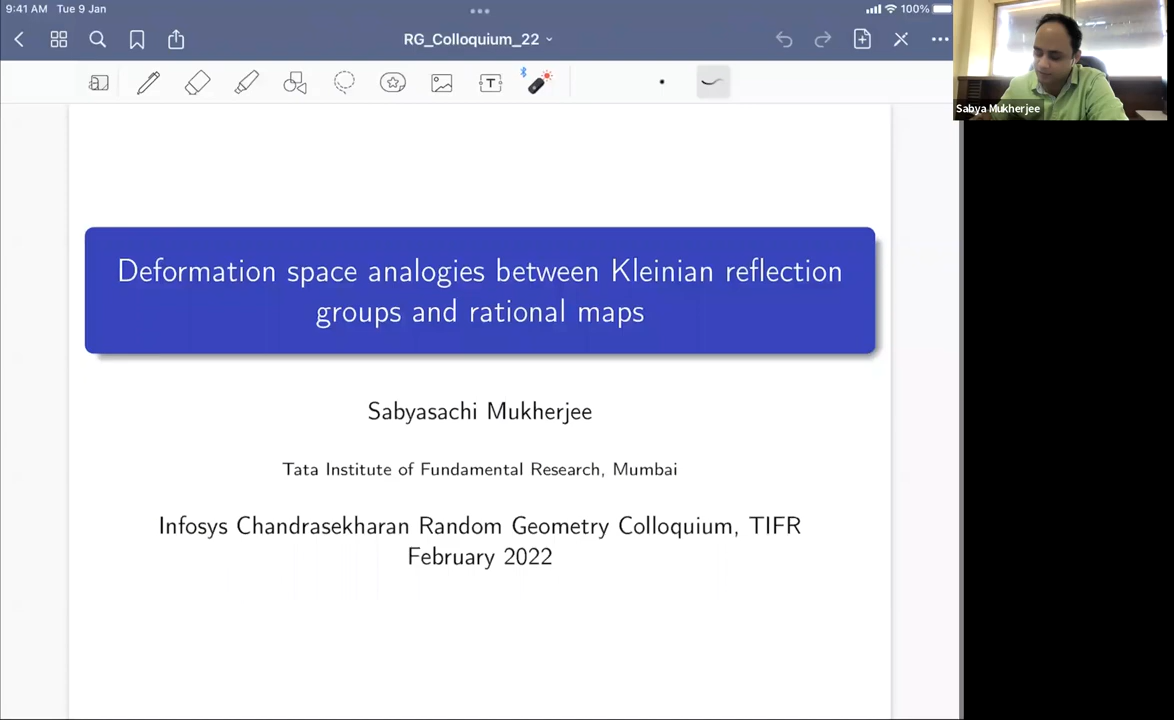 9:41 AM Tue 9 Jan
100%
RG_Colloquium_22
T
Sabya Mukherjee
Deformation space analogies between Kleinian reflection
groups and rational maps
Sabyasachi Mukherjee
Tata Institute of Fundamental Research, Mumbai
Infosys Chandrasekharan Random Geometry Colloquium, TIFR
February 2022